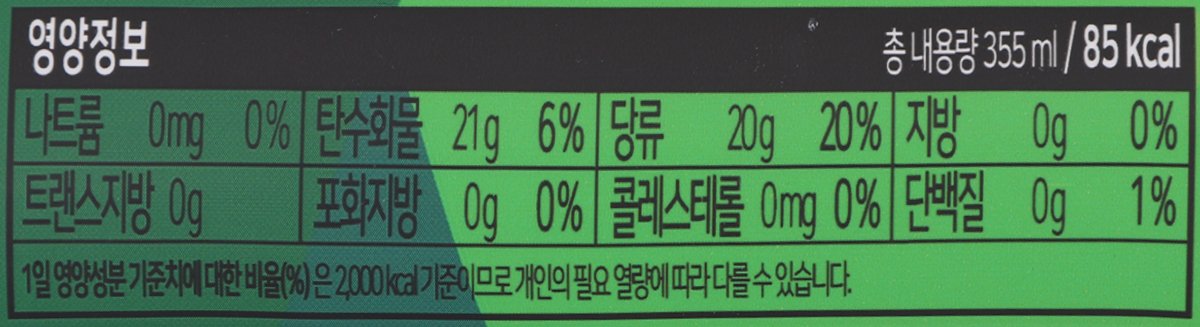 영양정보 총 내용량 355 ml / 85 kcal
나트륨 0mg 0% 탄수화물 21g 6% 당류 20g 20% 지방 0g 0%
트랜스지방 0g 포화지방 0g 0% 콜레스테롤 0mg 0% 단백질 0g 1%
1일 영양성분 기준치에 대한 비율(%)은 2,000 kcal 기준이므로 개인의 필요 열량에 따라 다를 수 있습니다.